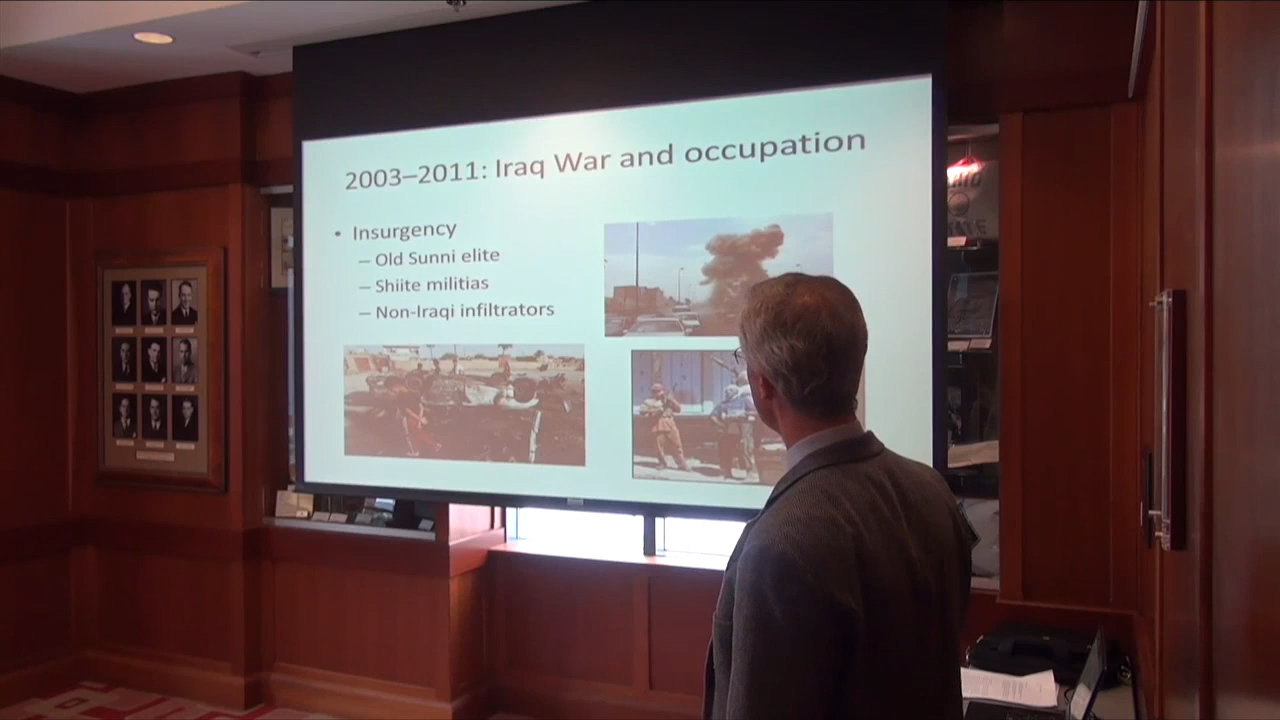 2003–2011: Iraq War and occupation
• Insurgency
– Old Sunni elite
– Shiite militias
– Non-Iraqi infiltrators